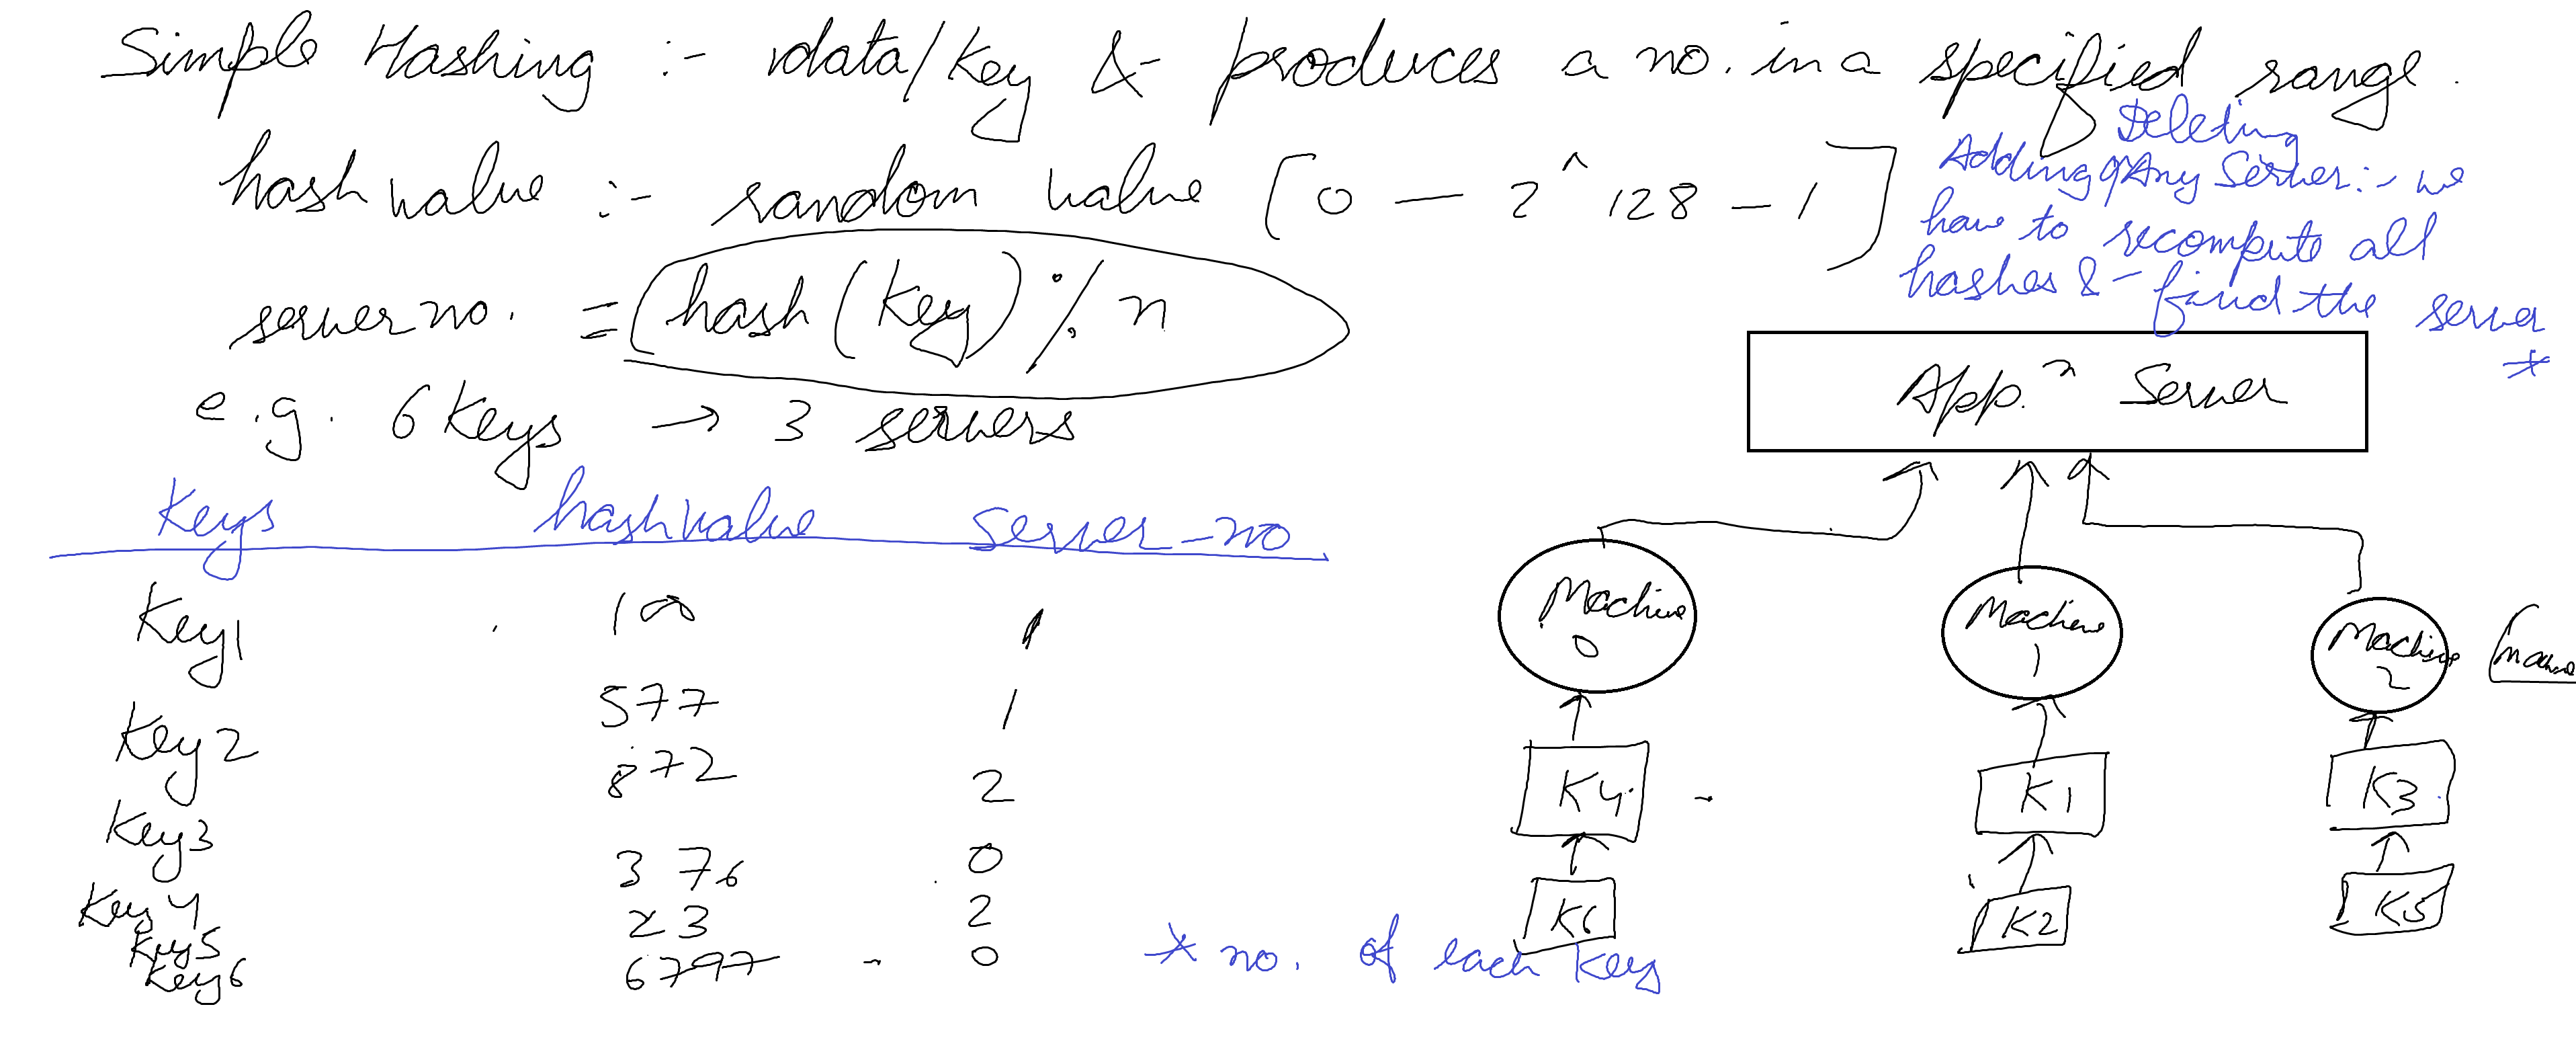 Simple Hashing :- data/key & produces a no. in a specified range.
hash value :- random value [0 - 2^128 - 1]
Deleting
Adding or Any Server :- we
have to recompute all
hashes & find the server
*
server no. = (hash(key) % n
e.g. 6 keys → 3 servers
App.n Server
Keys hashvalue server-no
Key1 100 1
Key2 577 1
Key3 872 2
Key4 376 0
Key5 23 2
Key6 6797 0
* no. of each key
Machine
0
Machine
1
Machine
2
K4 K1 K3
K6 K2 K5